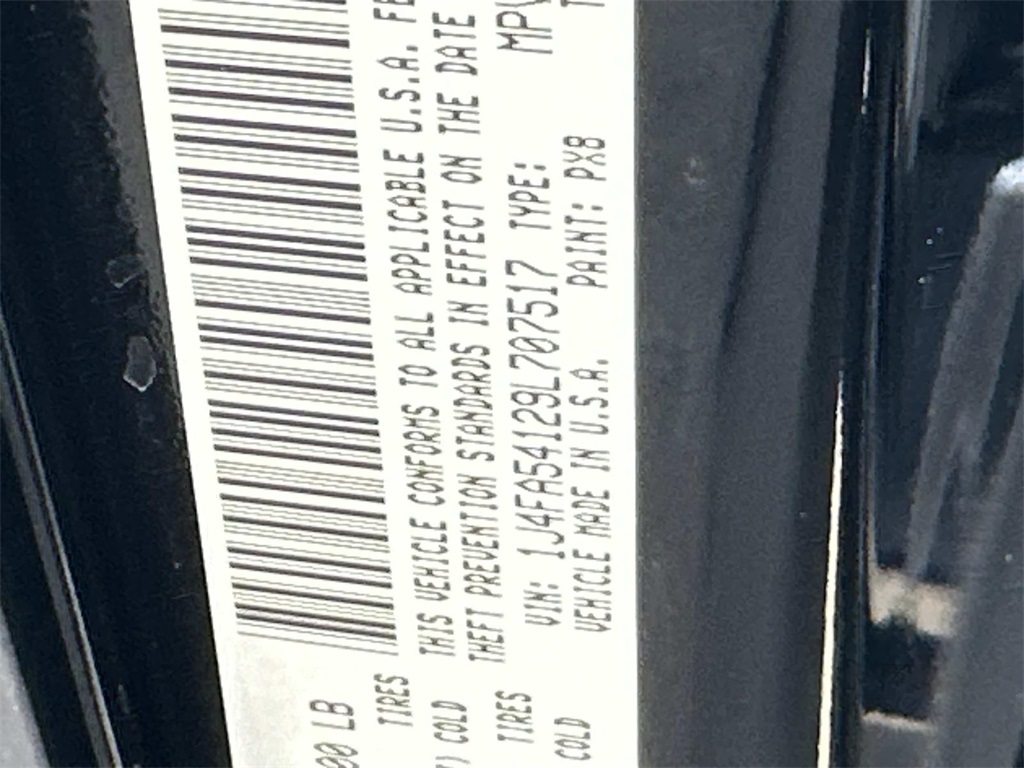 00 LB
TIRES
COLD
THIS VEHICLE CONFORMS TO ALL APPLICABLE U.S.A. FE
THEFT PREVENTION STANDARDS IN EFFECT ON THE DATE
TIRES
VIN: 1J4FA54129L707517 TYPE: MPV
COLD
VEHICLE MADE IN U.S.A. PAINT: PX8